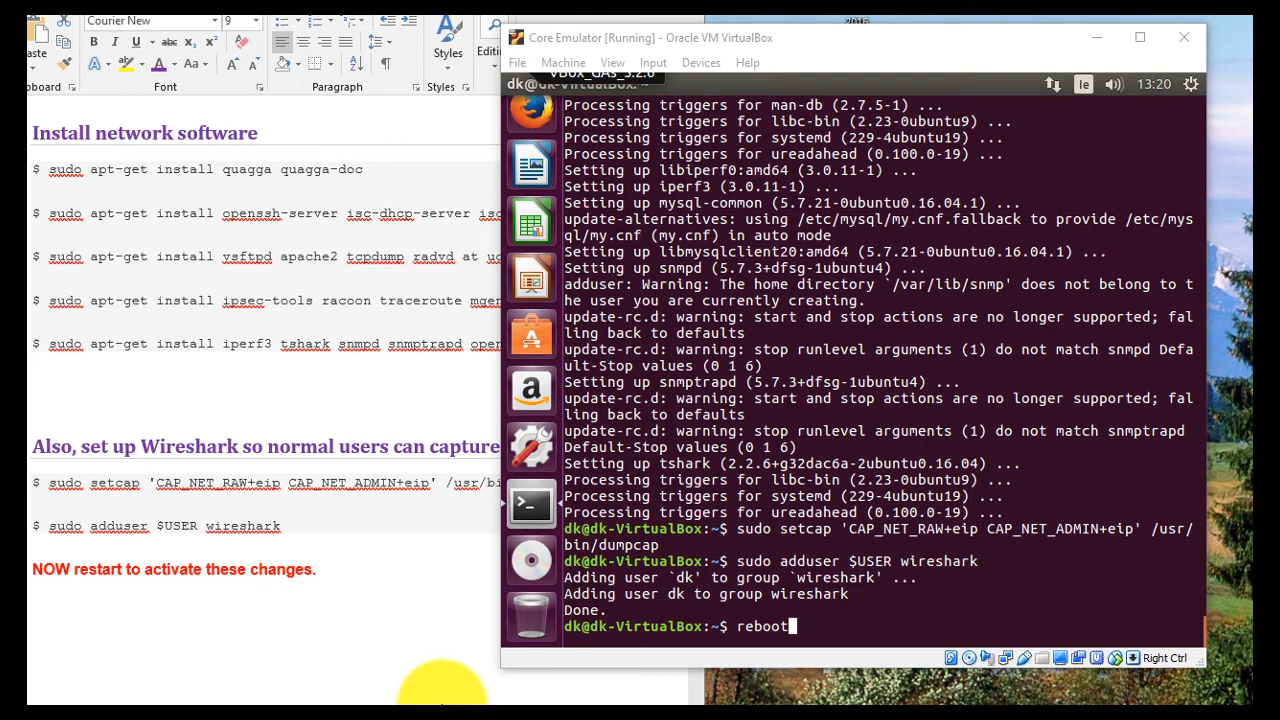 Courier New
9
Styles
Editi
aste
Font
Paragraph
Styles
Install network software
$ sudo apt-get install quagga quagga-doc
$ sudo apt-get install openssh-server isc-dhcp-server isc
$ sudo apt-get install vsftpd apache2 tcpdump radvd at uc
$ sudo apt-get install ipsec-tools racoon traceroute mgen
$ sudo apt-get install iperf3 tshark snmpd snmptrapd open
Also, set up Wireshark so normal users can capture
$ sudo setcap 'CAP_NET_RAW+eip CAP_NET_ADMIN+eip' /usr/bi
$ sudo adduser $USER wireshark
NOW restart to activate these changes.
2016
Core Emulator [Running] - Oracle VM VirtualBox
File Machine View Input Devices Help
VBox_GAs_5.2.6
dk@dk-VirtualBox: ~
Ie
13:20
Processing triggers for man-db (2.7.5-1) ...
Processing triggers for libc-bin (2.23-0ubuntu9) ...
Processing triggers for systemd (229-4ubuntu19) ...
Processing triggers for ureadahead (0.100.0-19) ...
Setting up libiperf0:amd64 (3.0.11-1) ...
Setting up iperf3 (3.0.11-1) ...
Setting up mysql-common (5.7.21-0ubuntu0.16.04.1) ...
update-alternatives: using /etc/mysql/my.cnf.fallback to provide /etc/mys
ql/my.cnf (my.cnf) in auto mode
Setting up libmysqlclient20:amd64 (5.7.21-0ubuntu0.16.04.1) ...
Setting up snmpd (5.7.3+dfsg-1ubuntu4) ...
adduser: Warning: The home directory `/var/lib/snmp' does not belong to t
he user you are currently creating.
update-rc.d: warning: start and stop actions are no longer supported; fal
ling back to defaults
update-rc.d: warning: stop runlevel arguments (1) do not match snmpd Defa
ult-Stop values (0 1 6)
Setting up snmptrapd (5.7.3+dfsg-1ubuntu4) ...
update-rc.d: warning: start and stop actions are no longer supported; fal
ling back to defaults
update-rc.d: warning: stop runlevel arguments (1) do not match snmptrapd
Default-Stop values (0 1 6)
Setting up tshark (2.2.6+g32dac6a-2ubuntu0.16.04) ...
Processing triggers for libc-bin (2.23-0ubuntu9) ...
Processing triggers for systemd (229-4ubuntu19) ...
Processing triggers for ureadahead (0.100.0-19) ...
dk@dk-VirtualBox:~$ sudo setcap 'CAP_NET_RAW+eip CAP_NET_ADMIN+eip' /usr/
bin/dumpcap
dk@dk-VirtualBox:~$ sudo adduser $USER wireshark
Adding user `dk' to group `wireshark' ...
Adding user dk to group wireshark
Done.
dk@dk-VirtualBox:~$ reboot
Right Ctrl